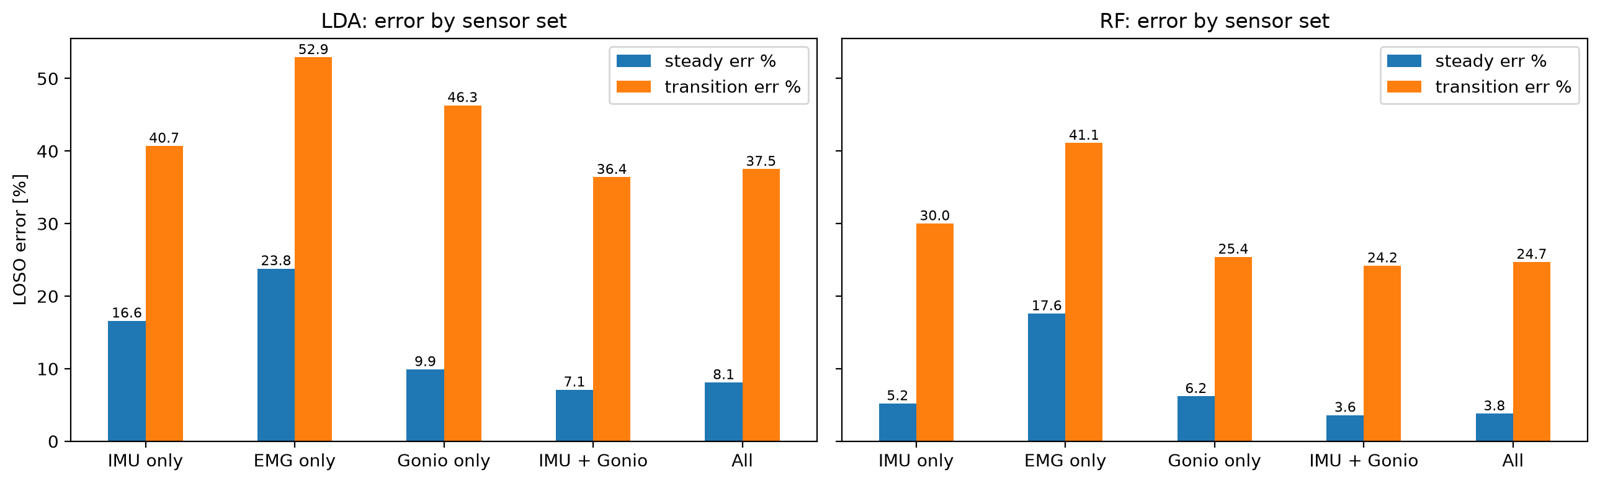 LDA: error by sensor set
LOSO error [%]
50
40
30
20
10
0
steady err %
transition err %
16.6
40.7
23.8
52.9
9.9
46.3
7.1
36.4
8.1
37.5
IMU only
EMG only
Gonio only
IMU + Gonio
All
RF: error by sensor set
steady err %
transition err %
5.2
30.0
17.6
41.1
6.2
25.4
3.6
24.2
3.8
24.7
IMU only
EMG only
Gonio only
IMU + Gonio
All